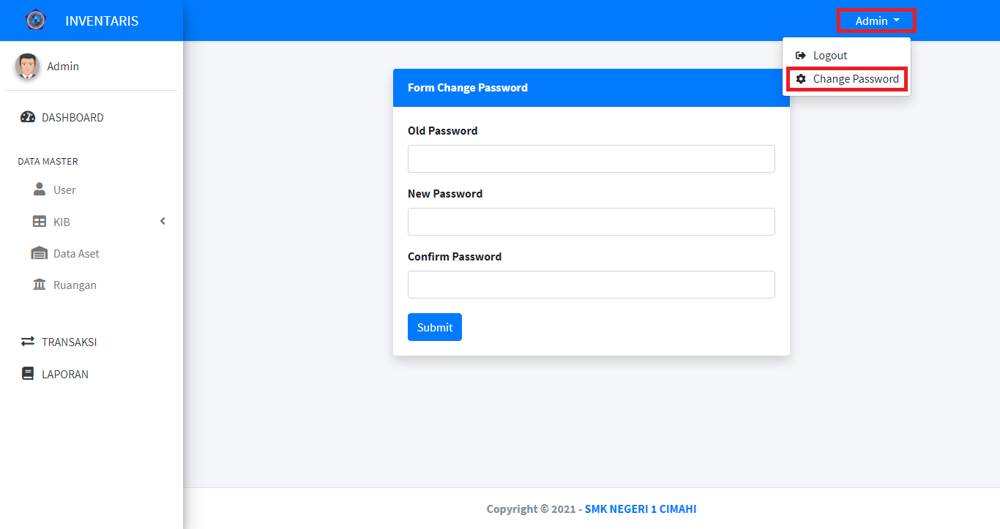 INVENTARIS
Admin
Logout
Change Password
Admin
DASHBOARD
DATA MASTER
User
KIB
Data Aset
Ruangan
TRANSAKSI
LAPORAN
Form Change Password
Old Password
New Password
Confirm Password
Submit
Copyright © 2021 - SMK NEGERI 1 CIMAHI